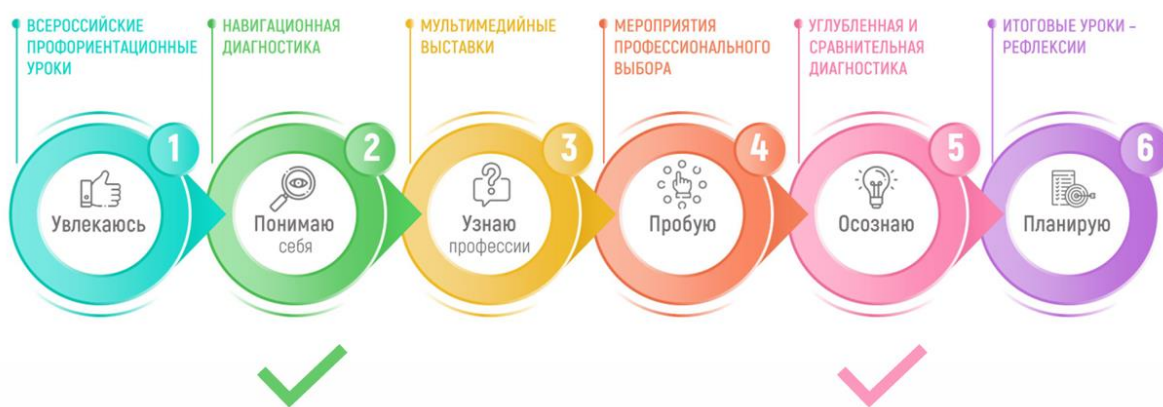 ВСЕРОССИЙСКИЕ
ПРОФОРИЕНТАЦИОННЫЕ
УРОКИ
1
Увлекаюсь
НАВИГАЦИОННАЯ
ДИАГНОСТИКА
2
Понимаю
себя
МУЛЬТИМЕДИЙНЫЕ
ВЫСТАВКИ
3
Узнаю
профессии
МЕРОПРИЯТИЯ
ПРОФЕССИОНАЛЬНОГО
ВЫБОРА
4
Пробую
УГЛУБЛЕННАЯ И
СРАВНИТЕЛЬНАЯ
ДИАГНОСТИКА
5
Осознаю
ИТОГОВЫЕ УРОКИ –
РЕФЛЕКСИИ
6
Планирую